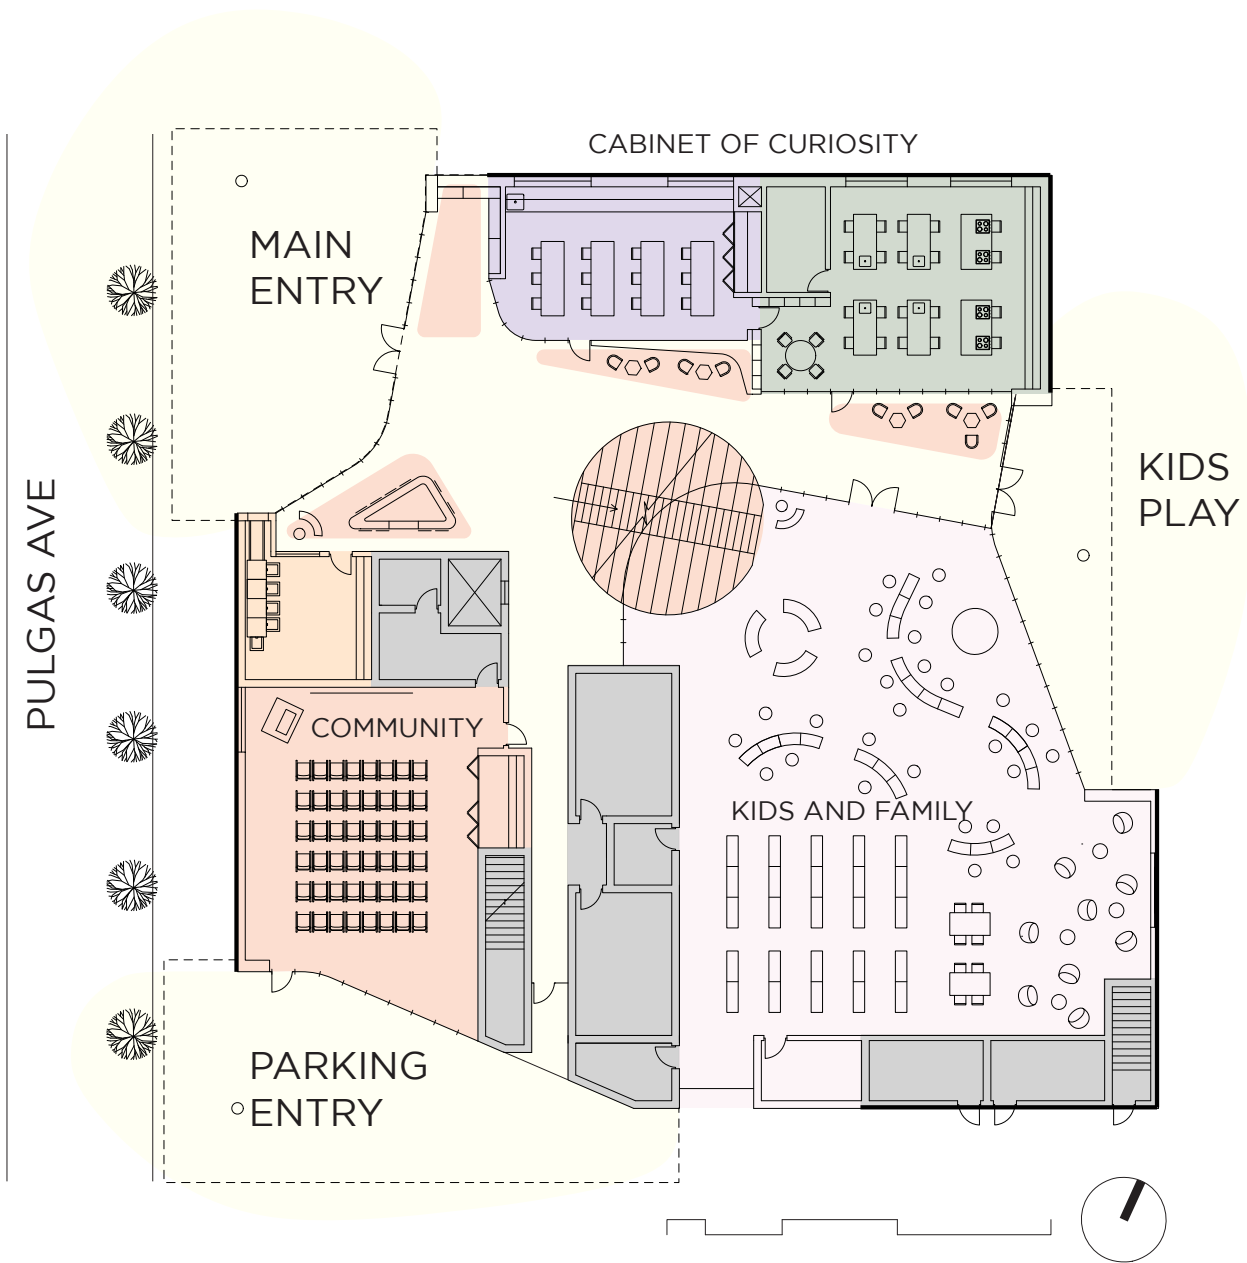 CABINET OF CURIOSITY
MAIN
ENTRY
KIDS
PLAY
PULGAS AVE
COMMUNITY
KIDS AND FAMILY
PARKING
ENTRY